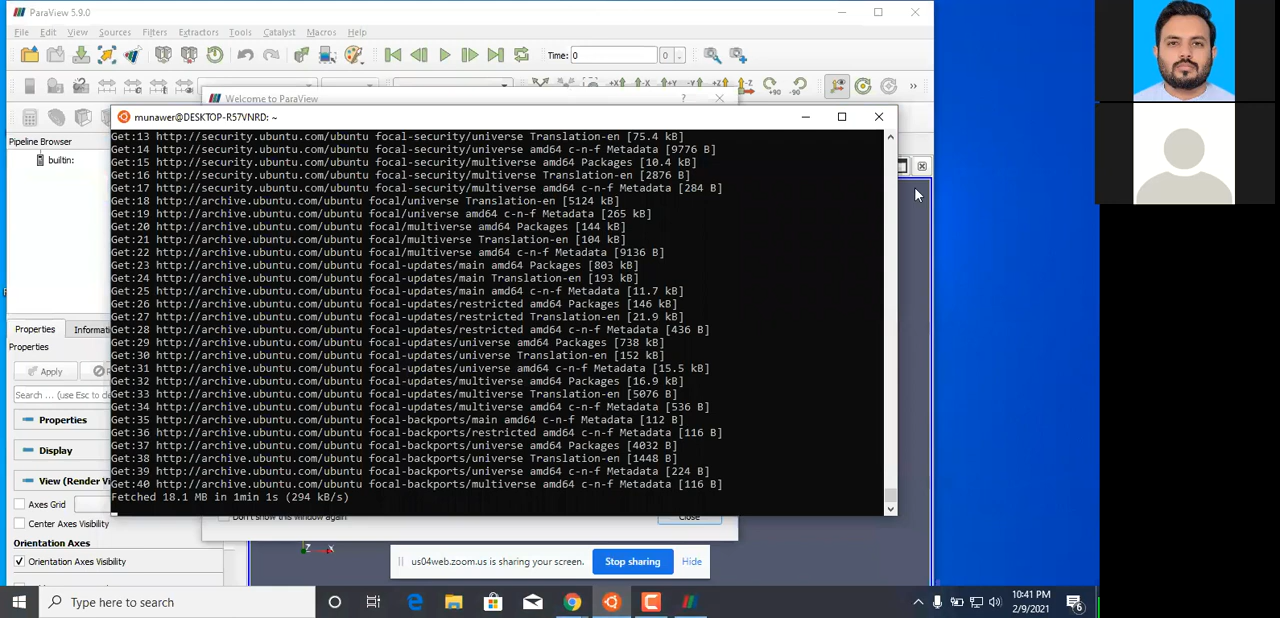 ParaView 5.9.0
File Edit View Sources Filters Extractors Tools Catalyst Macros Help
Time: 0 0
Welcome to ParaView ?
munawer@DESKTOP-R57VNRD: ~
Pipeline Browser
builtin:
Get:13 http://security.ubuntu.com/ubuntu focal-security/universe Translation-en [75.4 kB]
Get:14 http://security.ubuntu.com/ubuntu focal-security/universe amd64 c-n-f Metadata [9776 B]
Get:15 http://security.ubuntu.com/ubuntu focal-security/multiverse amd64 Packages [10.4 kB]
Get:16 http://security.ubuntu.com/ubuntu focal-security/multiverse Translation-en [2876 B]
Get:17 http://security.ubuntu.com/ubuntu focal-security/multiverse amd64 c-n-f Metadata [284 B]
Get:18 http://archive.ubuntu.com/ubuntu focal/universe Translation-en [5124 kB]
Get:19 http://archive.ubuntu.com/ubuntu focal/universe amd64 c-n-f Metadata [265 kB]
Get:20 http://archive.ubuntu.com/ubuntu focal/multiverse amd64 Packages [144 kB]
Get:21 http://archive.ubuntu.com/ubuntu focal/multiverse Translation-en [104 kB]
Get:22 http://archive.ubuntu.com/ubuntu focal/multiverse amd64 c-n-f Metadata [9136 B]
Get:23 http://archive.ubuntu.com/ubuntu focal-updates/main amd64 Packages [803 kB]
Get:24 http://archive.ubuntu.com/ubuntu focal-updates/main Translation-en [193 kB]
Get:25 http://archive.ubuntu.com/ubuntu focal-updates/main amd64 c-n-f Metadata [11.7 kB]
Get:26 http://archive.ubuntu.com/ubuntu focal-updates/restricted amd64 Packages [146 kB]
Get:27 http://archive.ubuntu.com/ubuntu focal-updates/restricted Translation-en [21.9 kB]
Get:28 http://archive.ubuntu.com/ubuntu focal-updates/restricted amd64 c-n-f Metadata [436 B]
Get:29 http://archive.ubuntu.com/ubuntu focal-updates/universe amd64 Packages [738 kB]
Get:30 http://archive.ubuntu.com/ubuntu focal-updates/universe Translation-en [152 kB]
Get:31 http://archive.ubuntu.com/ubuntu focal-updates/universe amd64 c-n-f Metadata [15.5 kB]
Get:32 http://archive.ubuntu.com/ubuntu focal-updates/multiverse amd64 Packages [16.9 kB]
Get:33 http://archive.ubuntu.com/ubuntu focal-updates/multiverse Translation-en [5076 B]
Get:34 http://archive.ubuntu.com/ubuntu focal-updates/multiverse amd64 c-n-f Metadata [536 B]
Get:35 http://archive.ubuntu.com/ubuntu focal-backports/main amd64 c-n-f Metadata [112 B]
Get:36 http://archive.ubuntu.com/ubuntu focal-backports/restricted amd64 c-n-f Metadata [116 B]
Get:37 http://archive.ubuntu.com/ubuntu focal-backports/universe amd64 Packages [4032 B]
Get:38 http://archive.ubuntu.com/ubuntu focal-backports/universe Translation-en [1448 B]
Get:39 http://archive.ubuntu.com/ubuntu focal-backports/universe amd64 c-n-f Metadata [224 B]
Get:40 http://archive.ubuntu.com/ubuntu focal-backports/multiverse amd64 c-n-f Metadata [116 B]
Fetched 18.1 MB in 1min 1s (294 kB/s)
Properties Informati
Properties
Apply R
Search ... (use Esc to de
Properties
Display
View (Render Vi
Axes Grid
Center Axes Visibility
Orientation Axes
Orientation Axes Visibility
Don't show this window again Close
Z X
us04web.zoom.us is sharing your screen. Stop sharing Hide
Type here to search
10:41 PM
2/9/2021
6